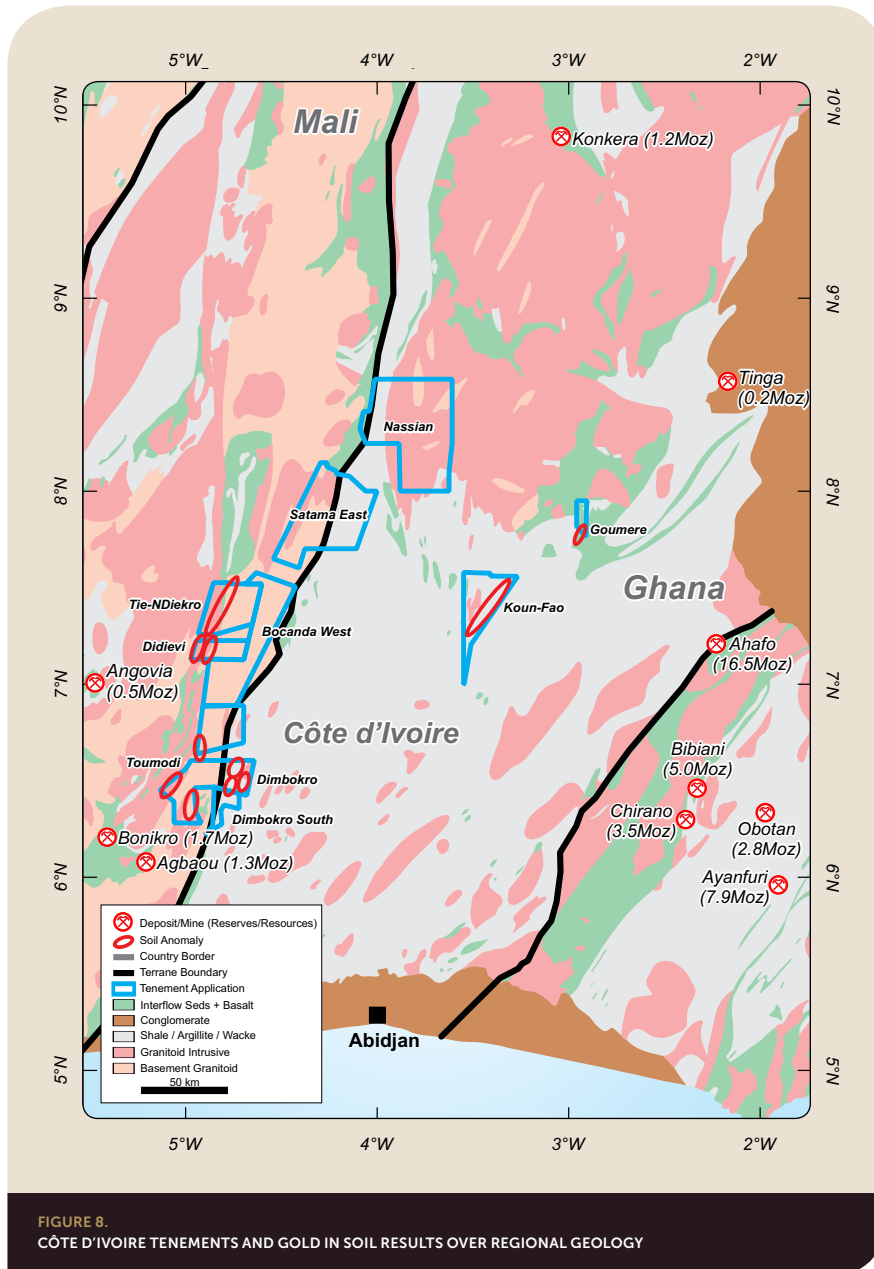 5°W
4°W
3°W
2°W
10°N
10°N
Mali
Konkera (1.2Moz)
9°N
9°N
Tinga
(0.2Moz)
Nassian
8°N
8°N
Satama East
Goumere
Tie-NDiekro
Koun-Fao
Ghana
Bocanda West
Didievi
Ahafo
(16.5Moz)
Angovia
(0.5Moz)
7°N
7°N
Côte d'Ivoire
Bibiani
(5.0Moz)
Toumodi
Dimbokro
Chirano
(3.5Moz)
Dimbokro South
Obotan
(2.8Moz)
Bonikro (1.7Moz)
Agbaou (1.3Moz)
Ayanfuri
(7.9Moz)
6°N
6°N
Deposit/Mine (Reserves/Resources)
Soil Anomaly
Country Border
Terrane Boundary
Tenement Application
Interflow Seds + Basalt
Conglomerate
Shale / Argillite / Wacke
Granitoid Intrusive
Basement Granitoid
50 km
Abidjan
5°N
5°N
5°W
4°W
3°W
2°W
FIGURE 8.
CÔTE D'IVOIRE TENEMENTS AND GOLD IN SOIL RESULTS OVER REGIONAL GEOLOGY